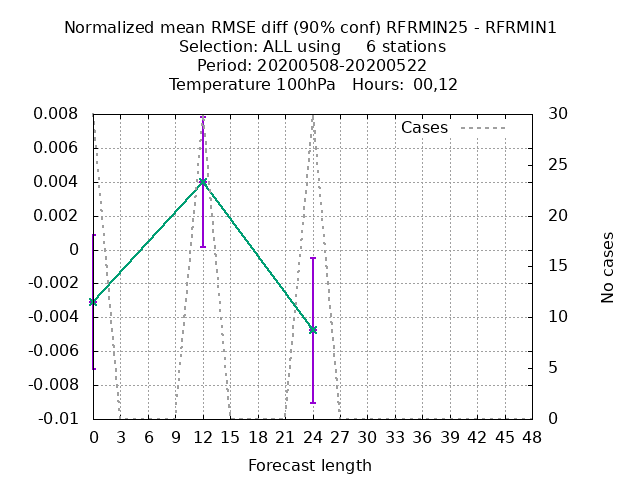 Normalized mean RMSE diff (90% conf) RFRMIN25 - RFRMIN1
Selection: ALL using     6 stations
Period: 20200508-20200522
Temperature 100hPa   Hours:  00,12
Cases
0.008
0.006
0.004
0.002
0
-0.002
-0.004
-0.006
-0.008
-0.01
30
25
20
15
10
5
0
No cases
0 3 6 9 12 15 18 21 24 27 30 33 36 39 42 45 48
Forecast length